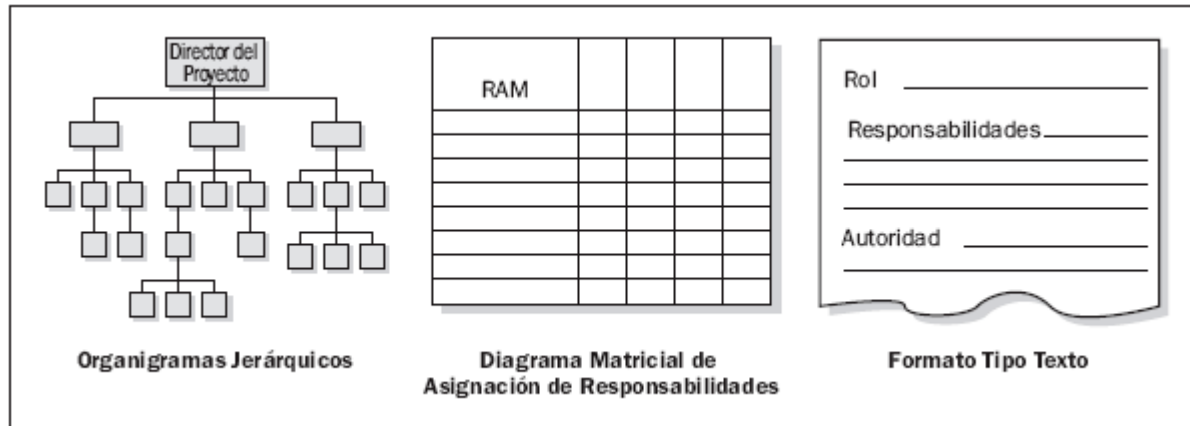 Director del
Proyecto
Organigramas Jerárquicos
RAM
Diagrama Matricial de
Asignación de Responsabilidades
Rol
Responsabilidades
Autoridad
Formato Tipo Texto